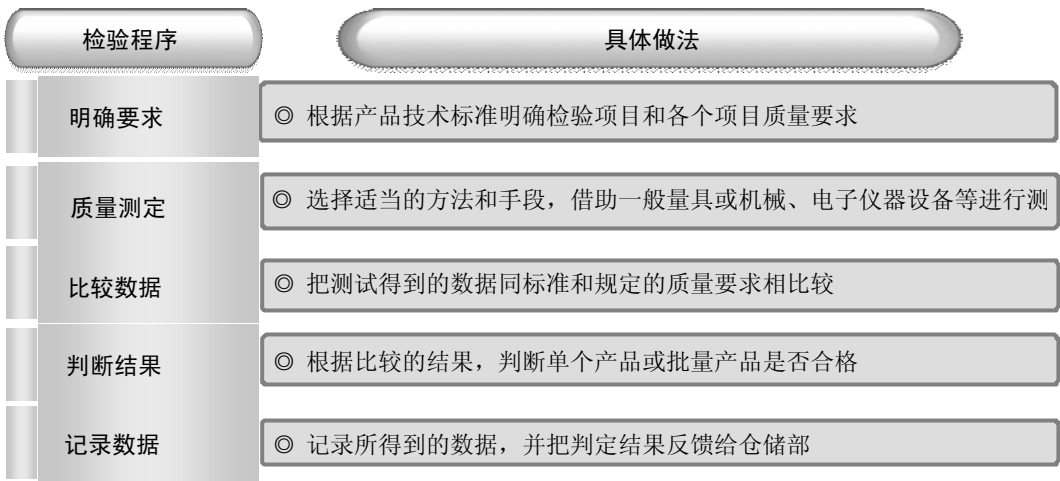 检验程序
具体做法
明确要求
◎ 根据产品技术标准明确检验项目和各个项目质量要求
质量测定
◎ 选择适当的方法和手段，借助一般量具或机械、电子仪器设备等进行测
比较数据
◎ 把测试得到的数据同标准和规定的质量要求相比较
判断结果
◎ 根据比较的结果，判断单个产品或批量产品是否合格
记录数据
◎ 记录所得到的数据，并把判定结果反馈给仓储部